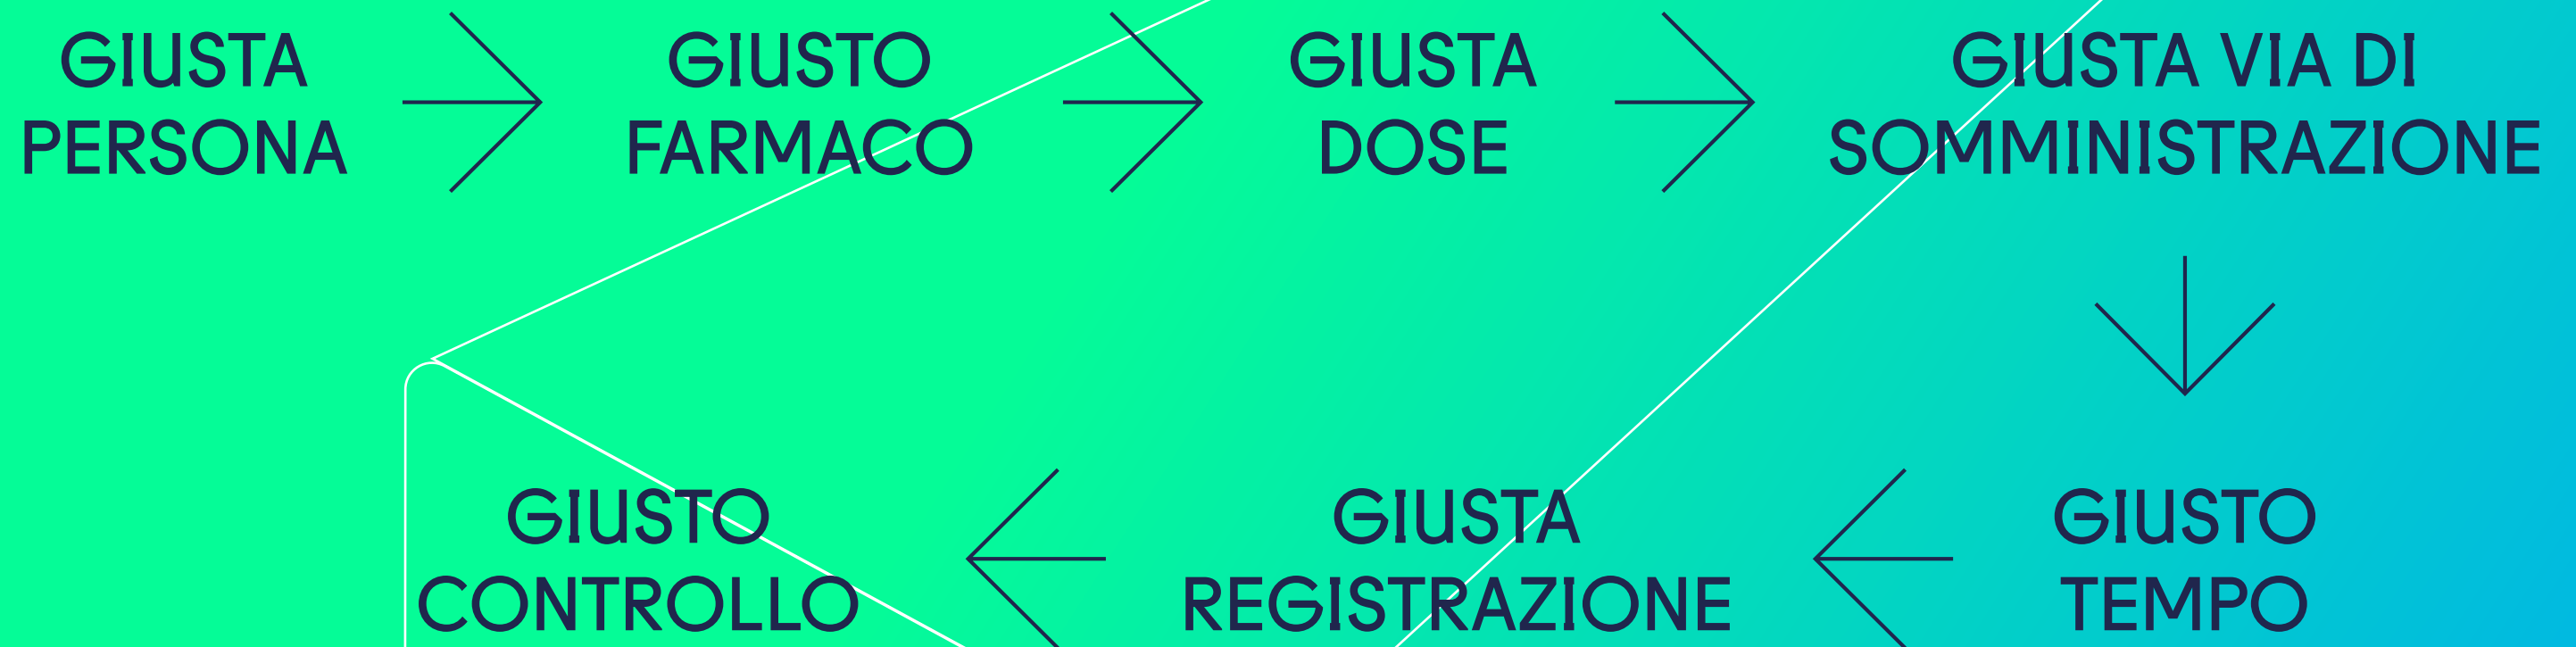 GIUSTA
PERSONA
GIUSTO
FARMACO
GIUSTA
DOSE
GIUSTA VIA DI
SOMMINISTRAZIONE
GIUSTO
TEMPO
GIUSTA
REGISTRAZIONE
GIUSTO
CONTROLLO